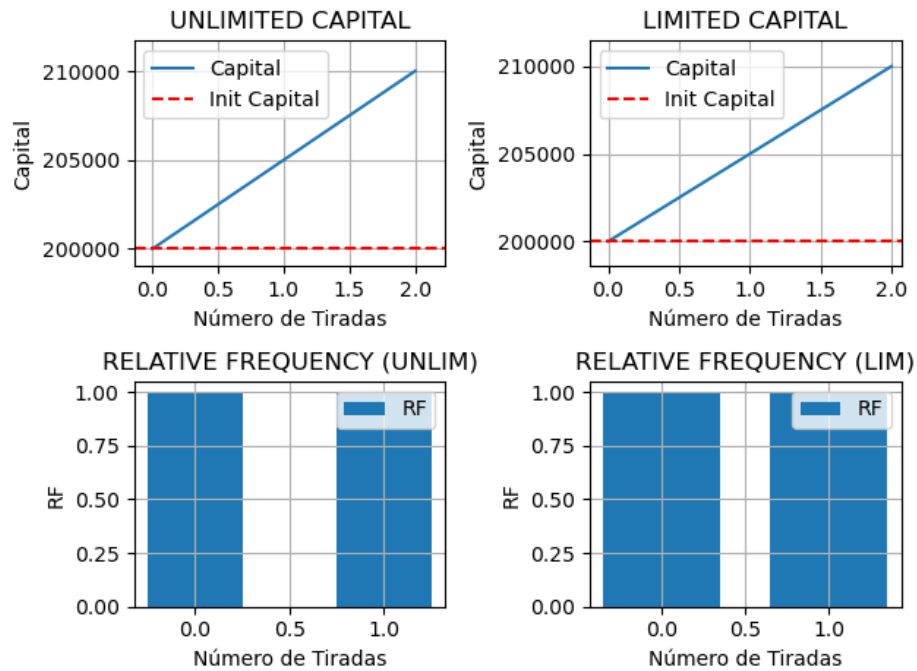 UNLIMITED CAPITAL
Capital
Init Capital
210000
205000
200000
Capital
0.0 0.5 1.0 1.5 2.0
Número de Tiradas
LIMITED CAPITAL
Capital
Init Capital
210000
205000
200000
Capital
0.0 0.5 1.0 1.5 2.0
Número de Tiradas
RELATIVE FREQUENCY (UNLIM)
RF
1.00
0.75
0.50
0.25
0.00
RF
0.0 0.5 1.0
Número de Tiradas
RELATIVE FREQUENCY (LIM)
RF
1.00
0.75
0.50
0.25
0.00
RF
0.0 0.5 1.0
Número de Tiradas